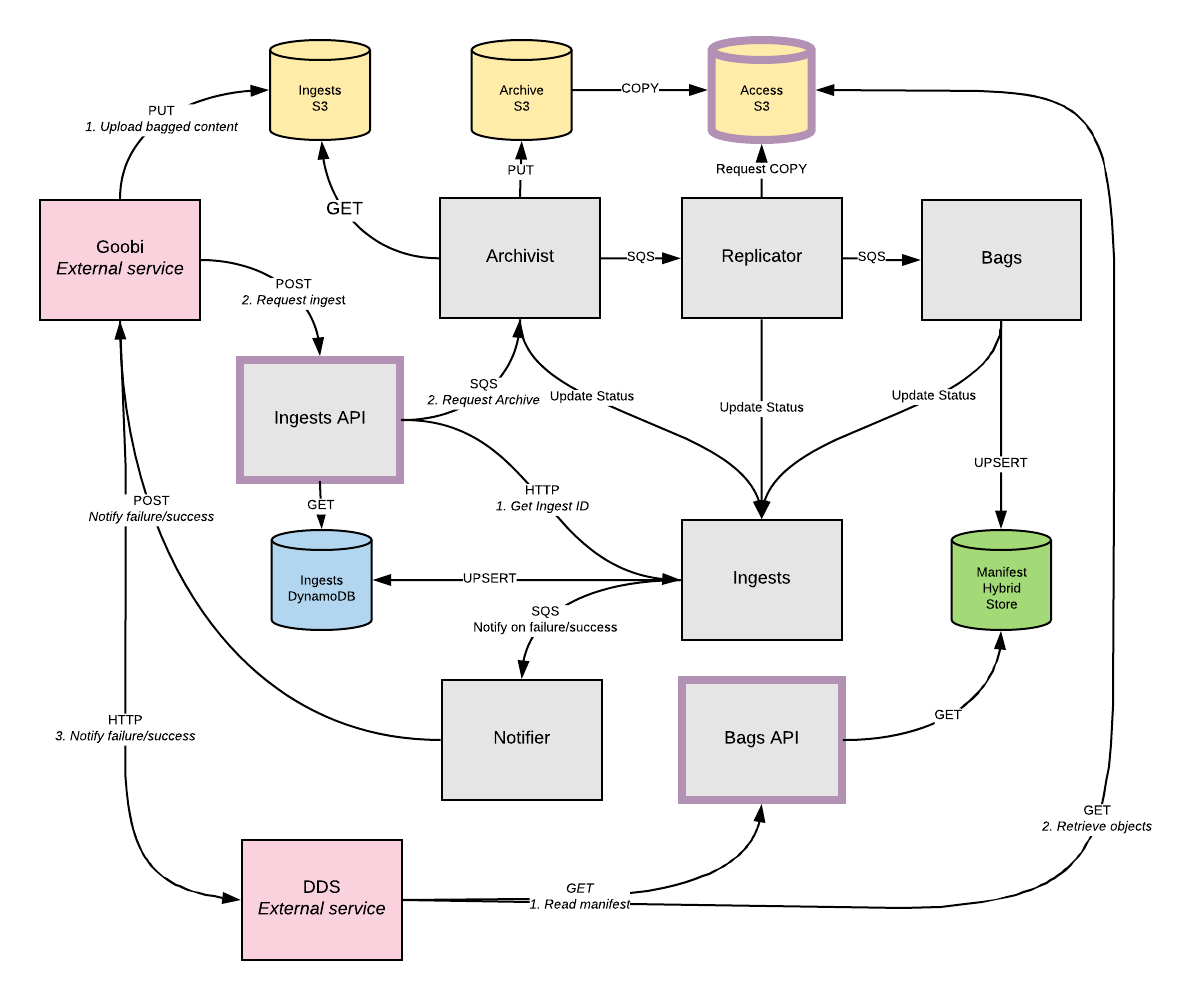 Ingests
S3
Archive
S3
COPY
Access
S3
PUT
1. Upload bagged content
PUT
Request COPY
GET
Goobi
External service
Archivist
SQS
Replicator
SQS
Bags
POST
2. Request ingest
SQS
2. Request Archive
Update Status
Update Status
Update Status
Ingests API
UPSERT
HTTP
1. Get Ingest ID
GET
POST
Notify failure/success
Ingests
DynamoDB
UPSERT
Ingests
Manifest
Hybrid
Store
SQS
Notify on failure/success
HTTP
3. Notify failure/success
Notifier
Bags API
GET
GET
2. Retrieve objects
DDS
External service
GET
1. Read manifest